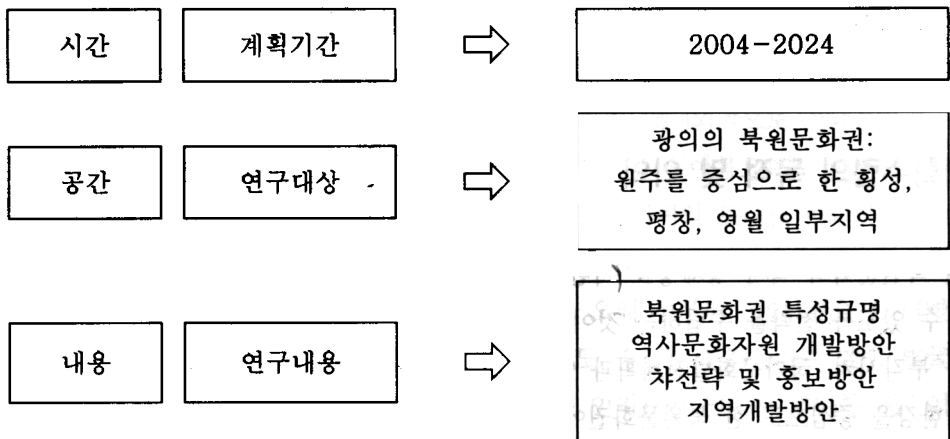 시간 계획기간 ⇨ 2004-2024
공간 연구대상 ⇨ 광의의 북원문화권:
원주를 중심으로 한 횡성,
평창, 영월 일부지역
내용 연구내용 ⇨ 북원문화권 특성규명
역사문화자원 개발방안
챠전략 및 홍보방안
지역개발방안